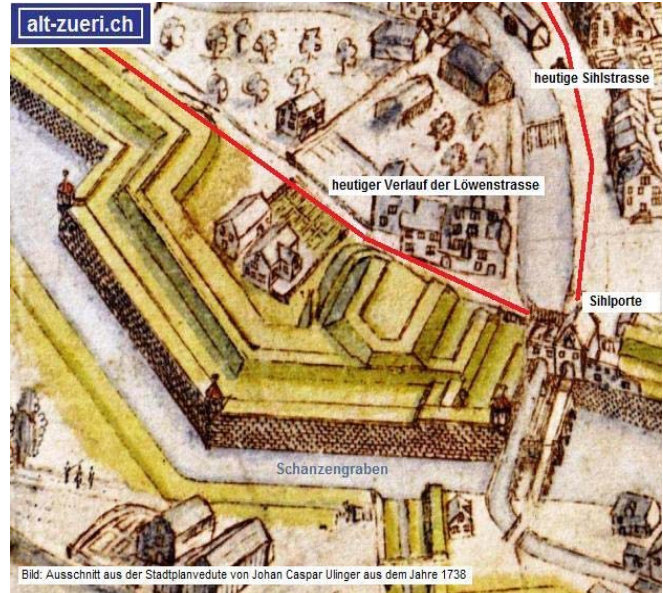 alt-zueri.ch
heutige Sihlstrasse
heutiger Verlauf der Löwenstrasse
Sihlporte
Schanzengraben
Bild: Ausschnitt aus der Stadtplanvedute von Johan Caspar Ulinger aus dem Jahre 1738